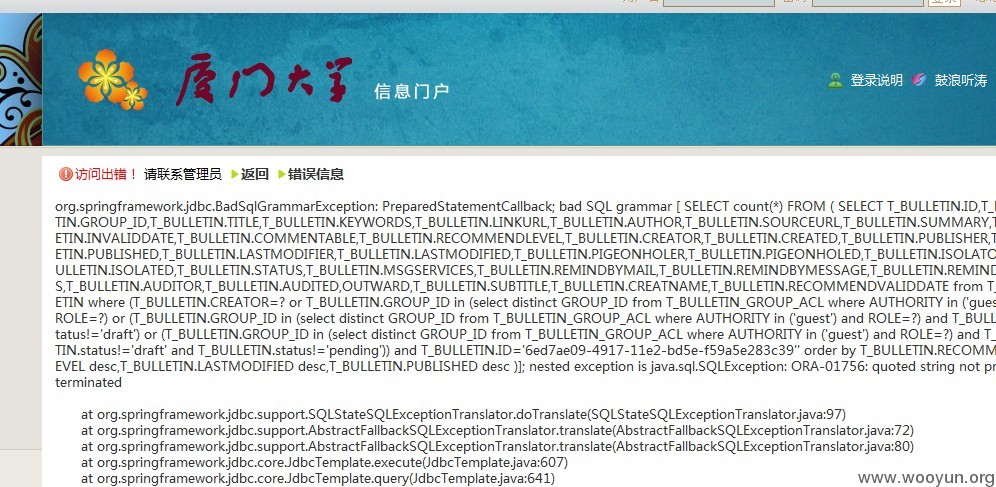 厦门大学 信息门户
登录说明 鼓浪听涛
访问出错！ 请联系管理员 返回 错误信息
org.springframework.jdbc.BadSqlGrammarException: PreparedStatementCallback; bad SQL grammar [ SELECT count(*) FROM ( SELECT T_BULLETIN.ID,T_
TIN.GROUP_ID,T_BULLETIN.TITLE,T_BULLETIN.KEYWORDS,T_BULLETIN.LINKURL,T_BULLETIN.AUTHOR,T_BULLETIN.SOURCEURL,T_BULLETIN.SUMMARY,T
ETIN.INVALIDDATE,T_BULLETIN.COMMENTABLE,T_BULLETIN.RECOMMENDLEVEL,T_BULLETIN.CREATOR,T_BULLETIN.CREATED,T_BULLETIN.PUBLISHER,T
ETIN.PUBLISHED,T_BULLETIN.LASTMODIFIER,T_BULLETIN.LASTMODIFIED,T_BULLETIN.PIGEONHOLER,T_BULLETIN.PIGEONHOLED,T_BULLETIN.ISOLATO
ULLETIN.ISOLATED,T_BULLETIN.STATUS,T_BULLETIN.MSGSERVICES,T_BULLETIN.REMINDBYMAIL,T_BULLETIN.REMINDBYMESSAGE,T_BULLETIN.REMIND
S,T_BULLETIN.AUDITOR,T_BULLETIN.AUDITED,OUTWARD,T_BULLETIN.SUBTITLE,T_BULLETIN.CREATNAME,T_BULLETIN.RECOMMENDVALIDDATE from T_
ETIN where (T_BULLETIN.CREATOR=? or T_BULLETIN.GROUP_ID in (select distinct GROUP_ID from T_BULLETIN_GROUP_ACL where AUTHORITY in ('gues
ROLE=?) or (T_BULLETIN.GROUP_ID in (select distinct GROUP_ID from T_BULLETIN_GROUP_ACL where AUTHORITY in ('guest') and ROLE=?) and T_BUL
tatus!='draft') or (T_BULLETIN.GROUP_ID in (select distinct GROUP_ID from T_BULLETIN_GROUP_ACL where AUTHORITY in ('guest') and ROLE=?) and T
TIN.status!='draft' and T_BULLETIN.status!='pending')) and T_BULLETIN.ID='6ed7ae09-4917-11e2-bd5e-f59a5e283c39'' order by T_BULLETIN.RECOMM
EVEL desc,T_BULLETIN.LASTMODIFIED desc,T_BULLETIN.PUBLISHED desc )]; nested exception is java.sql.SQLException: ORA-01756: quoted string not pr
terminated
at org.springframework.jdbc.support.SQLStateSQLExceptionTranslator.doTranslate(SQLStateSQLExceptionTranslator.java:97)
at org.springframework.jdbc.support.AbstractFallbackSQLExceptionTranslator.translate(AbstractFallbackSQLExceptionTranslator.java:72)
at org.springframework.jdbc.support.AbstractFallbackSQLExceptionTranslator.translate(AbstractFallbackSQLExceptionTranslator.java:80)
at org.springframework.jdbc.core.JdbcTemplate.execute(JdbcTemplate.java:607)
at org.springframework.jdbc.core.JdbcTemplate.query(JdbcTemplate.java:641)
www.wooyun.org